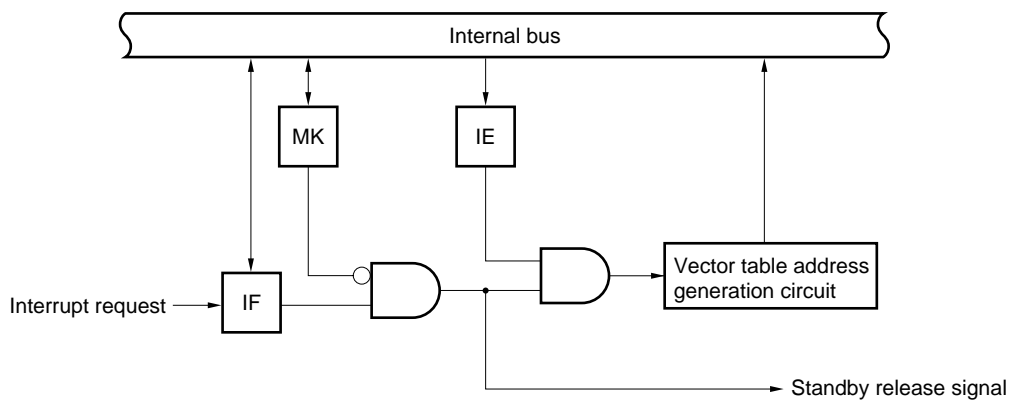 Internal bus
MK
IE
Vector table address
generation circuit
Interrupt request
IF
Standby release signal